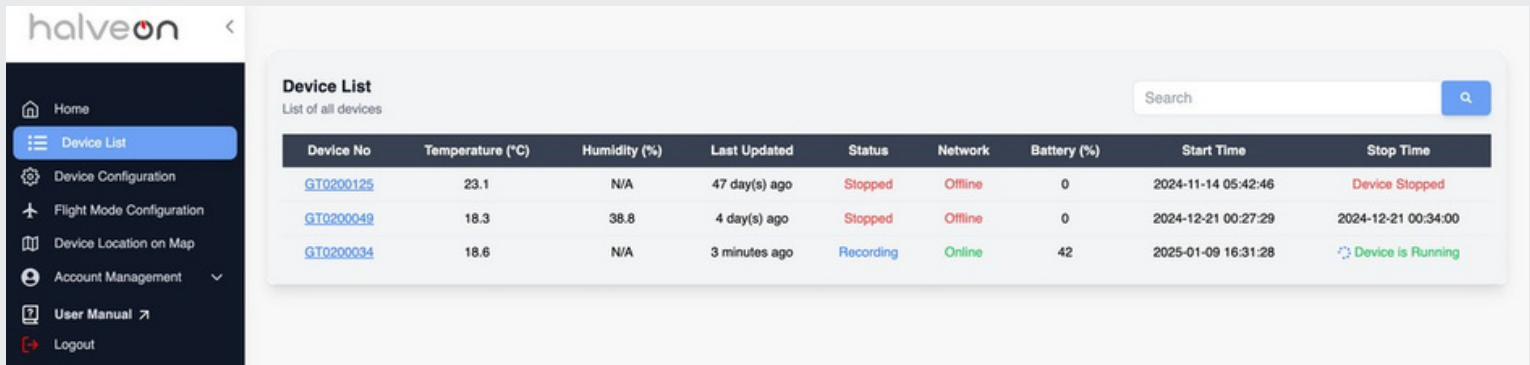 halveon
Home
Device List
Device Configuration
Flight Mode Configuration
Device Location on Map
Account Management
User Manual
Logout
Device List
List of all devices
Search
Device No Temperature (°C) Humidity (%) Last Updated Status Network Battery (%) Start Time Stop Time
GT0200125 23.1 N/A 47 day(s) ago Stopped Offline 0 2024-11-14 05:42:46 Device Stopped
GT0200049 18.3 38.8 4 day(s) ago Stopped Offline 0 2024-12-21 00:27:29 2024-12-21 00:34:00
GT0200034 18.6 N/A 3 minutes ago Recording Online 42 2025-01-09 16:31:28 Device is Running